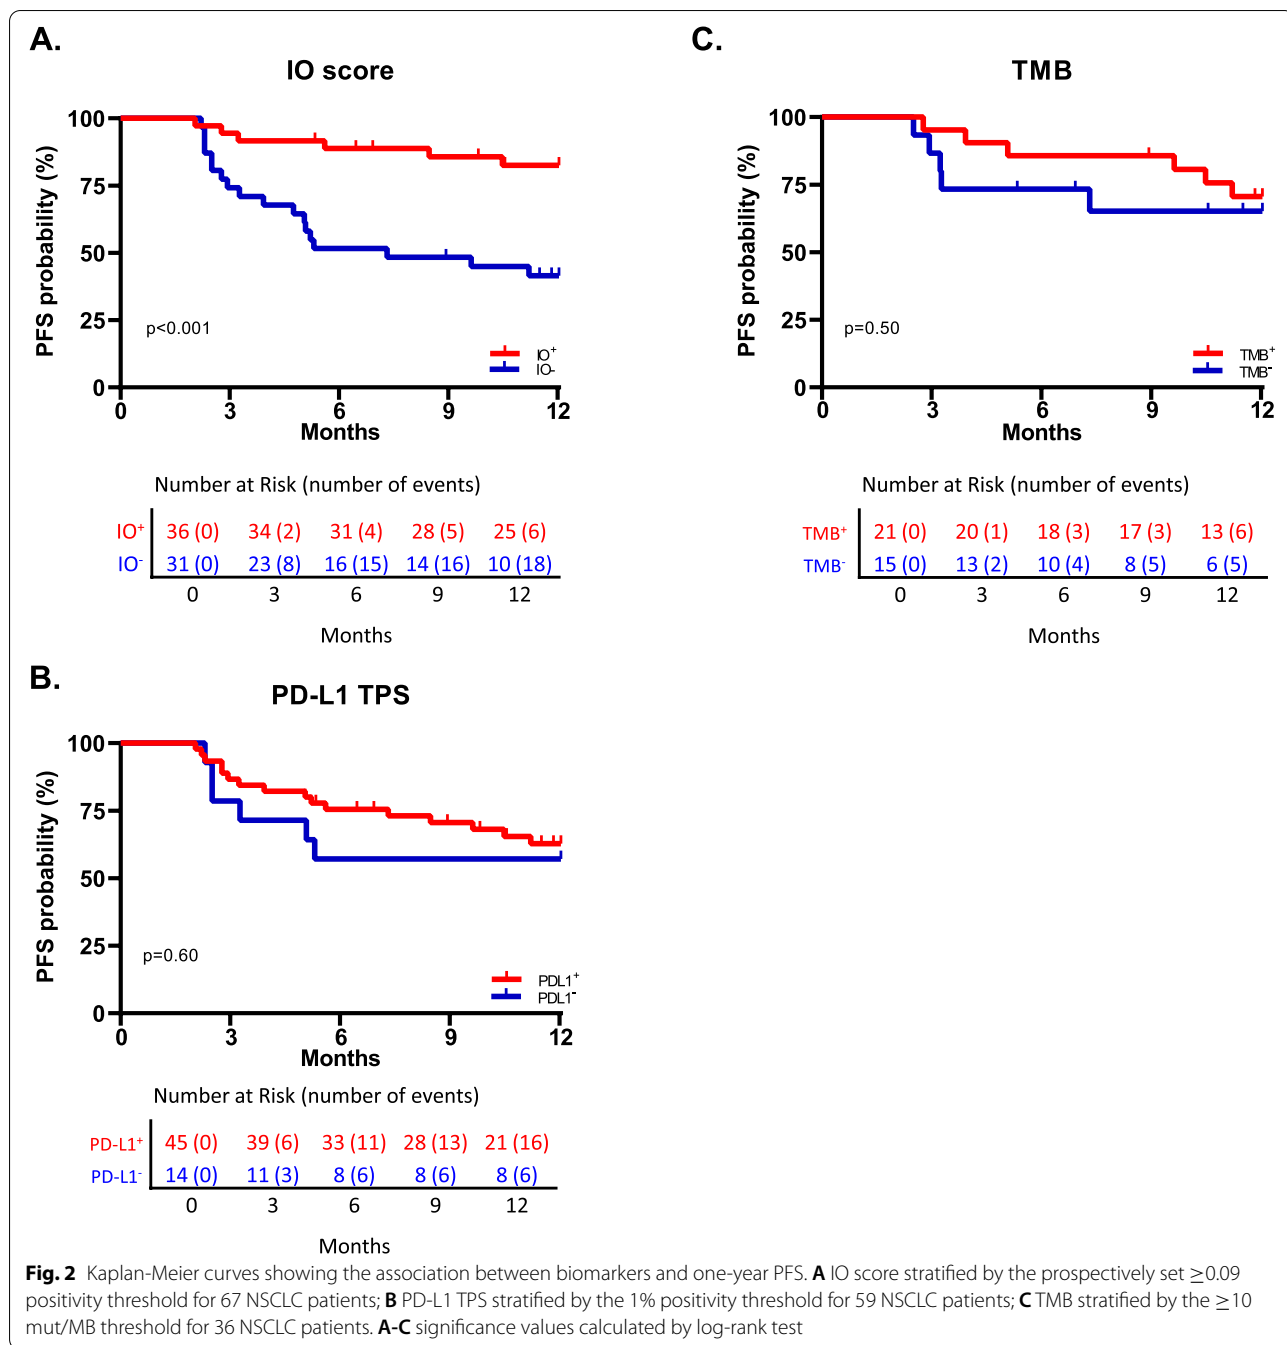 A.
IO score
100
75
50
25
0
PFS probability (%)
p<0.001
IO+
IO-
0 3 6 9 12
Months
Number at Risk (number of events)
IO+ 36 (0) 34 (2) 31 (4) 28 (5) 25 (6)
IO- 31 (0) 23 (8) 16 (15) 14 (16) 10 (18)
0 3 6 9 12
Months
C.
TMB
100
75
50
25
0
PFS probability (%)
p=0.50
TMB+
TMB-
0 3 6 9 12
Months
Number at Risk (number of events)
TMB+ 21 (0) 20 (1) 18 (3) 17 (3) 13 (6)
TMB- 15 (0) 13 (2) 10 (4) 8 (5) 6 (5)
0 3 6 9 12
Months
B.
PD-L1 TPS
100
75
50
25
0
PFS probability (%)
p=0.60
PDL1+
PDL1-
0 3 6 9 12
Months
Number at Risk (number of events)
PD-L1+ 45 (0) 39 (6) 33 (11) 28 (13) 21 (16)
PD-L1- 14 (0) 11 (3) 8 (6) 8 (6) 8 (6)
0 3 6 9 12
Months
Fig. 2 Kaplan-Meier curves showing the association between biomarkers and one-year PFS. A IO score stratified by the prospectively set ≥0.09
positivity threshold for 67 NSCLC patients; B PD-L1 TPS stratified by the 1% positivity threshold for 59 NSCLC patients; C TMB stratified by the ≥10
mut/MB threshold for 36 NSCLC patients. A-C significance values calculated by log-rank test